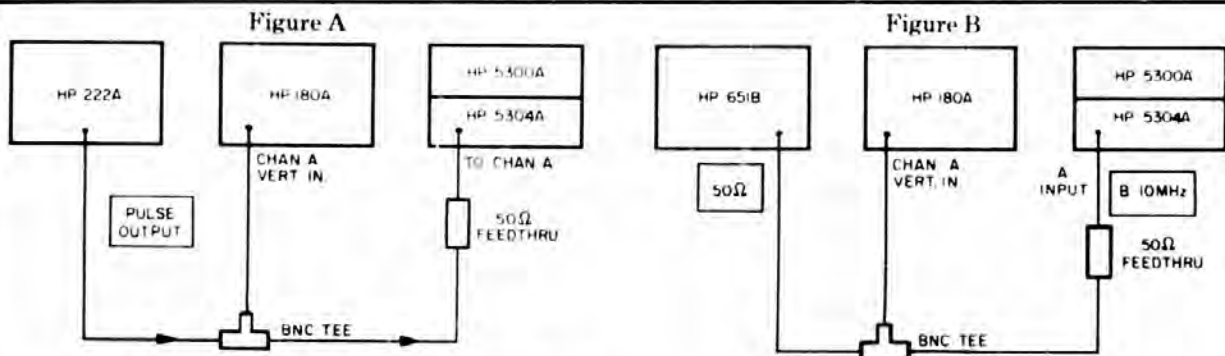 Figure A
HP 222A
HP 180A
HP 5300A
HP 5304A
CHAN A
VERT IN
TO CHAN A
PULSE
OUTPUT
50Ω
FEEDTHRU
BNC TEE
Figure B
HP 651B
HP 180A
HP 5300A
HP 5304A
50Ω
CHAN A
VERT. IN
A
INPUT
B 10MHz
50Ω
FEEDTHRU
BNC TEE